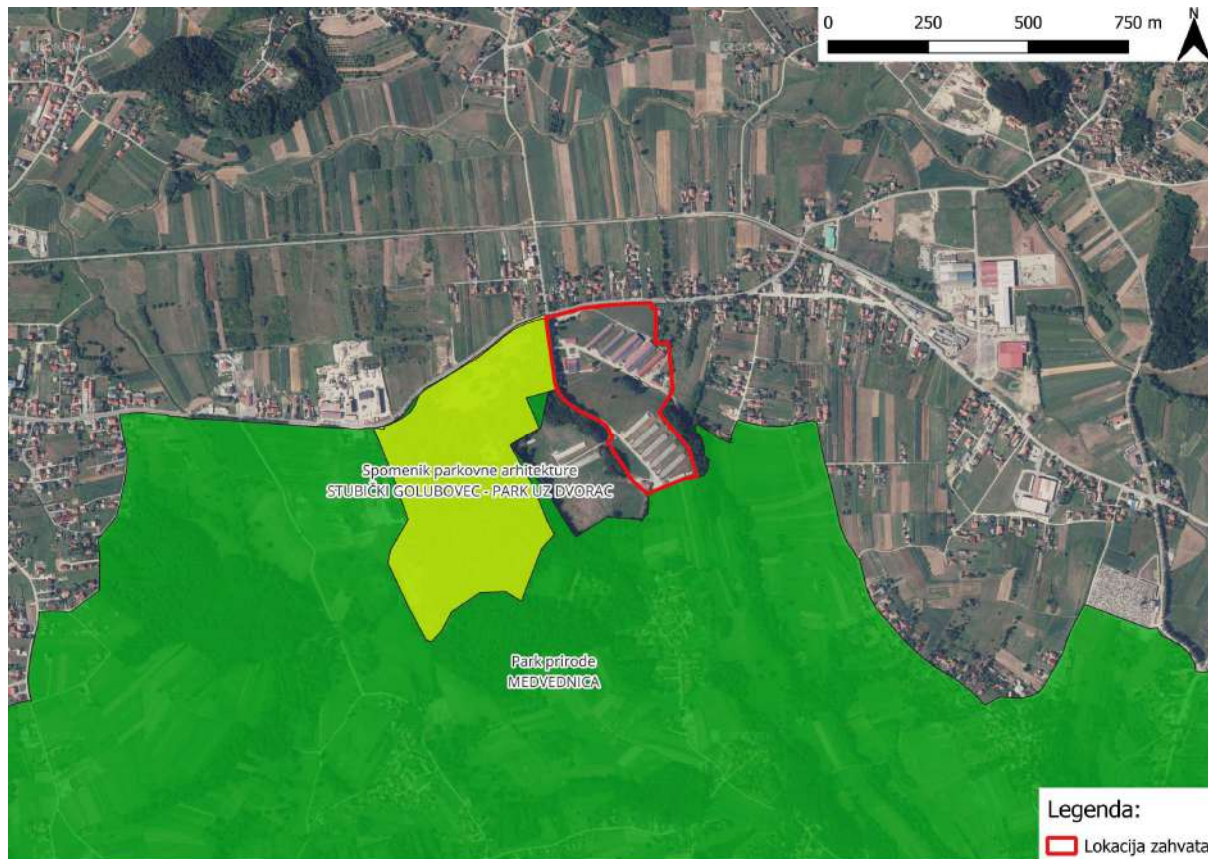 0 250 500 750 m
N
Spomenik parkovne arhitekture
STUBIČKI GOLUBOVEC - PARK UZ DVORAC
Park prirode
MEDVEDNICA
Legenda:
Lokacija zahvata